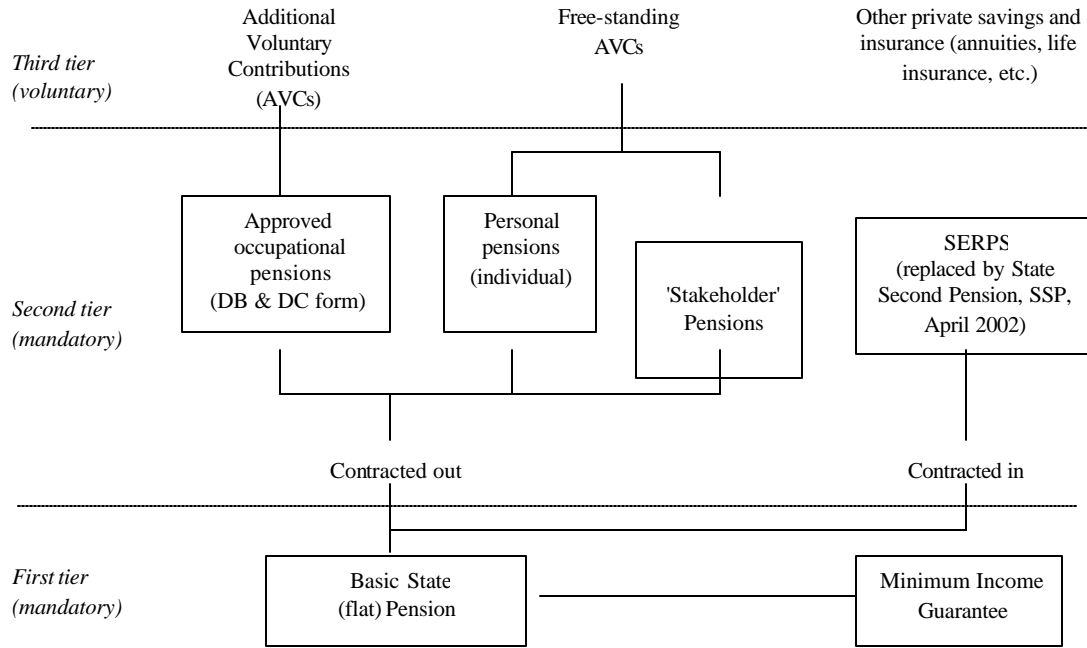 Third tier
(voluntary)
Additional
Voluntary
Contributions
(AVCs)
Free-standing
AVCs
Other private savings and
insurance (annuities, life
insurance, etc.)
Second tier
(mandatory)
Approved
occupational
pensions
(DB & DC form)
Personal
pensions
(individual)
'Stakeholder'
Pensions
SERPS
(replaced by State
Second Pension, SSP,
April 2002)
Contracted out
Contracted in
First tier
(mandatory)
Basic State
(flat) Pension
Minimum Income
Guarantee